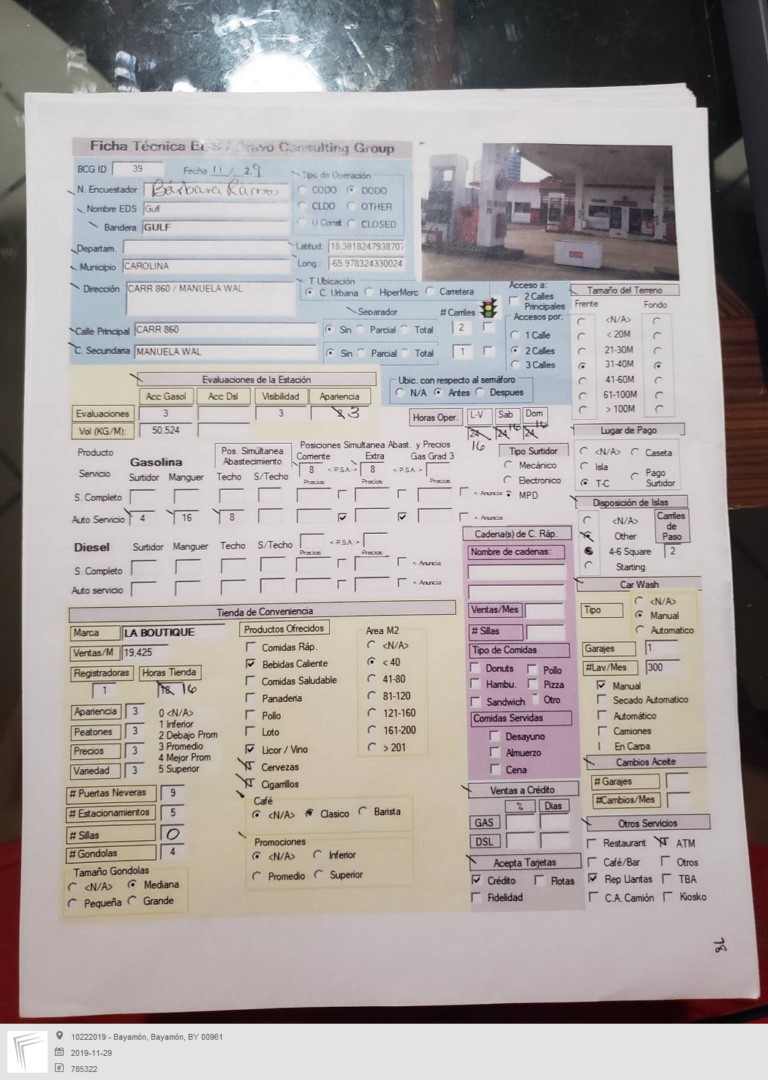 Ficha Técnica EDS / Bravo Consulting Group
BCG ID 39 Fecha 11/ 29
N. Encuestador Bárbara Ramos
Nombre EDS Gulf
Bandera GULF
Tipo de Operación
CODO DODO
CLDO OTHER
U Const CLOSED
Departam.
Municipio CAROLINA
Latitud: 18.3818247938707
Long.: -65.978324330024
Dirección CARR 860 / MANUELA WAL
T Ubicación
C. Urbana HiperMerc Carretera
Separador # Carriles
Calle Principal CARR 860 Sin Parcial Total 2
C. Secundaria MANUELA WAL Sin Parcial Total 1
Acceso a:
2 Calles Principales
Accesos por:
1 Calle
2 Calles
3 Calles
Tamaño del Terreno
Frente Fondo
<N/A>
< 20M
21-30M
31-40M
41-60M
61-100M
> 100M
Evaluaciones de la Estación
Acc Gasol Acc Dsl Visibilidad Apariencia
Evaluaciones 3 3 3
Vol (KG/M): 50.524
Ubic. con respecto al semáforo
N/A Antes Despues
Horas Oper. L-V Sab Dom
24 24 24
16 16 16
Lugar de Pago
<N/A> Caseta
Isla Pago Surtidor
T-C
Producto
Servicio Gasolina
Pos. Simultánea Abastecimiento
Posiciones Simultanea Abast. y Precios
Corriente Extra Gas Grad 3
8 < P.S.A.> 8 < P.S.A.>
Surtidor Manguer Techo S/Techo Precios Precios Precios
S. Completo < Anuncia
Auto Servicio 4 16 8 < Anuncia
Tipo Surtidor
Mecánico
Electronico
MPD
Disposición de Islas
<N/A>
Other
4-6 Square
Starting
Carriles de Paso
2
Diesel Surtidor Manguer Techo S/Techo < P.S.A.>
Precios Precios
S. Completo < Anuncia
Auto servicio < Anuncia
Cadena(s) de C. Ráp.
Nombre de cadenas:
Ventas/Mes
# Sillas
Tipo de Comidas
Donuts Pollo
Hambu. Pizza
Sandwich Otro
Comidas Servidas
Desayuno
Almuerzo
Cena
Car Wash
Tipo <N/A>
Manual
Automatico
Garajes 1
#Lav/Mes 300
Manual
Secado Automatico
Automático
Camiones
En Carpa
Tienda de Conveniencia
Marca LA BOUTIQUE
Ventas/M 19,425
Registradoras Horas Tienda
1 18 16
Apariencia 3
Peatones 3
Precios 3
Variedad 3
0 <N/A>
1 Inferior
2 Debajo Prom
3 Promedio
4 Mejor Prom
5 Superior
# Puertas Neveras 9
# Estacionamientos 5
# Sillas 0
# Gondolas 4
Tamaño Gondolas
<N/A> Mediana
Pequeña Grande
Productos Ofrecidos
Comidas Ráp.
Bebidas Caliente
Comidas Saludable
Panaderia
Pollo
Loto
Licor / Vino
Cervezas
Cigarrillos
Area M2
<N/A>
< 40
41-80
81-120
121-160
161-200
> 201
Café
<N/A> Clasico Barista
Promociones
<N/A> Inferior
Promedio Superior
Ventas a Crédito
% Dias
GAS
DSL
Acepta Tarjetas
Crédito Flotas
Fidelidad
Cambios Aceite
# Garajes
#Cambios/Mes
Otros Servicios
Restaurant ATM
Café/Bar Otros
Rep Llantas TBA
C.A. Camión Kiosko
78
10222019 - Bayamón, Bayamón, BY 00961
2019-11-29
785322